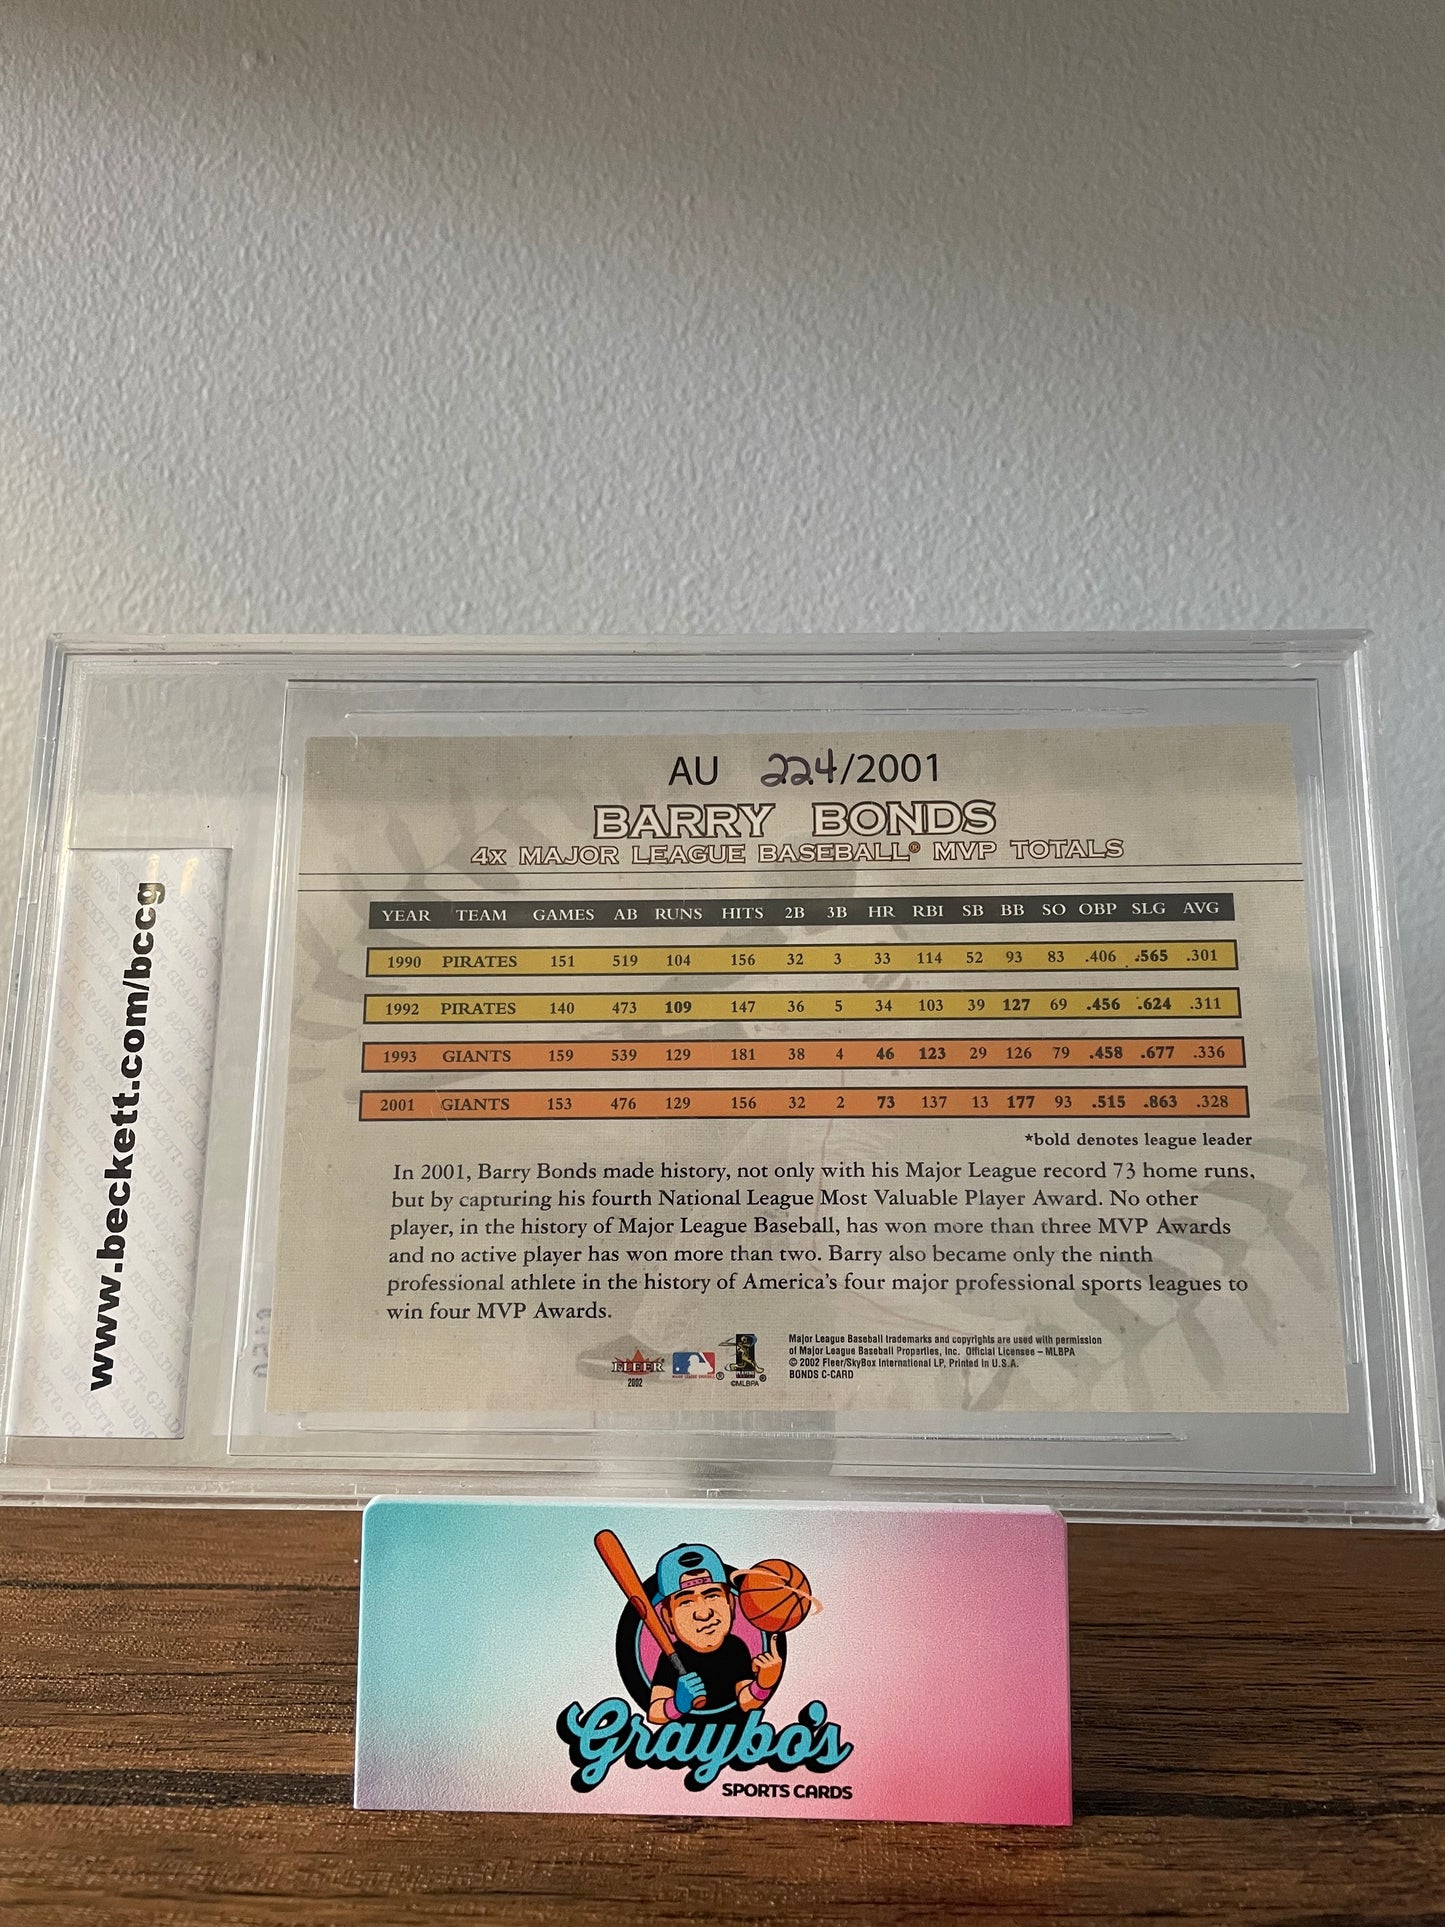 AU 224/2001
BARRY BONDS
4X MAJOR LEAGUE BASEBALL® MVP TOTALS
YEAR TEAM GAMES AB RUNS HITS 2B 3B HR RBI SB BB SO OBP SLG AVG
1990 PIRATES 151 519 104 156 32 3 33 114 52 93 83 .406 .565 .301
1992 PIRATES 140 473 109 147 36 5 34 103 39 127 69 .456 .624 .311
1993 GIANTS 159 539 129 181 38 4 46 123 29 126 79 .458 .677 .336
2001 GIANTS 153 476 129 156 32 2 73 137 13 177 93 .515 .863 .328
*bold denotes league leader
In 2001, Barry Bonds made history, not only with his Major League record 73 home runs,
but by capturing his fourth National League Most Valuable Player Award. No other
player, in the history of Major League Baseball, has won more than three MVP Awards
and no active player has won more than two. Barry also became only the ninth
professional athlete in the history of America's four major professional sports leagues to
win four MVP Awards.
FLEER
2002
©MLBPA
Major League Baseball trademarks and copyrights are used with permission
of Major League Baseball Properties, Inc. Official Licensee – MLBPA
© 2002 Fleer/SkyBox International LP, Printed in U.S.A.
BONDS C-CARD
www.beckett.com/bccg
Graybo's
SPORTS CARDS